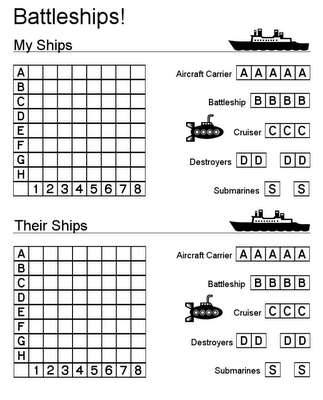 Battleships!
My Ships
A
Aircraft Carrier A A A A A
B
C
Battleship B B B B
D
E
Cruiser C C C
F
G
Destroyers D D D D
H
1 2 3 4 5 6 7 8
Submarines S S
Their Ships
A
Aircraft Carrier A A A A A
B
C
Battleship B B B B
D
E
Cruiser C C C
F
G
Destroyers D D D D
H
1 2 3 4 5 6 7 8
Submarines S S